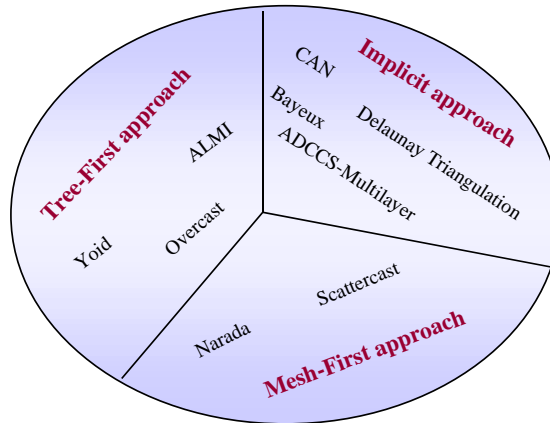 Tree-First approach
ALMI
Overcast
Yoid
Implicit approach
CAN
Bayeux
Delaunay Triangulation
ADCCS-Multilayer
Scattercast
Narada
Mesh-First approach